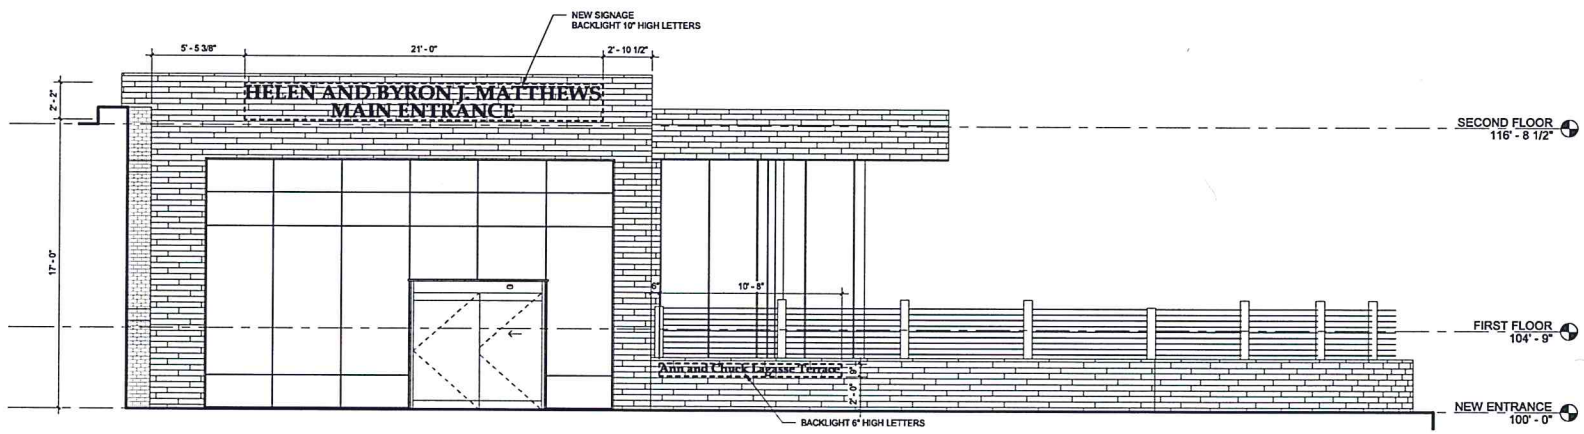 NEW SIGNAGE
BACKLIGHT 10" HIGH LETTERS
5' - 5 3/8"
21' - 0"
2' - 10 1/2"
2' - 2"
HELEN AND BYRON J. MATTHEWS
MAIN ENTRANCE
SECOND FLOOR
116' - 8 1/2"
17' - 0"
6"
10' - 8"
FIRST FLOOR
104' - 9"
Ann and Chuck Lagasse Terrace
2' - 0"
9"
NEW ENTRANCE
100' - 0"
BACKLIGHT 6" HIGH LETTERS